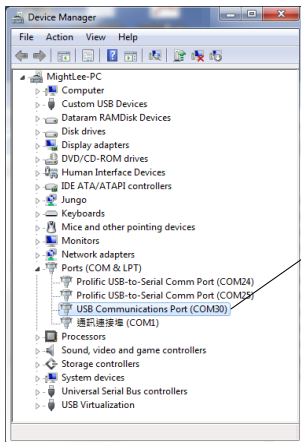 Device Manager
File Action View Help
MightLee-PC
Computer
Custom USB Devices
Dataram RAMDisk Devices
Disk drives
Display adapters
DVD/CD-ROM drives
Human Interface Devices
IDE ATA/ATAPI controllers
Jungo
Keyboards
Mice and other pointing devices
Monitors
Network adapters
Ports (COM & LPT)
Prolific USB-to-Serial Comm Port (COM24)
Prolific USB-to-Serial Comm Port (COM25)
USB Communications Port (COM30)
通訊連接埠 (COM1)
Processors
Sound, video and game controllers
Storage controllers
System devices
Universal Serial Bus controllers
USB Virtualization